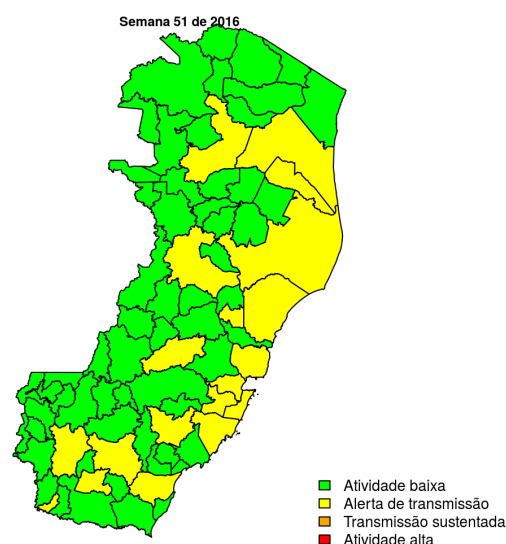 Semana 51 de 2016
Atividade baixa
Alerta de transmissão
Transmissão sustentada
Atividade alta